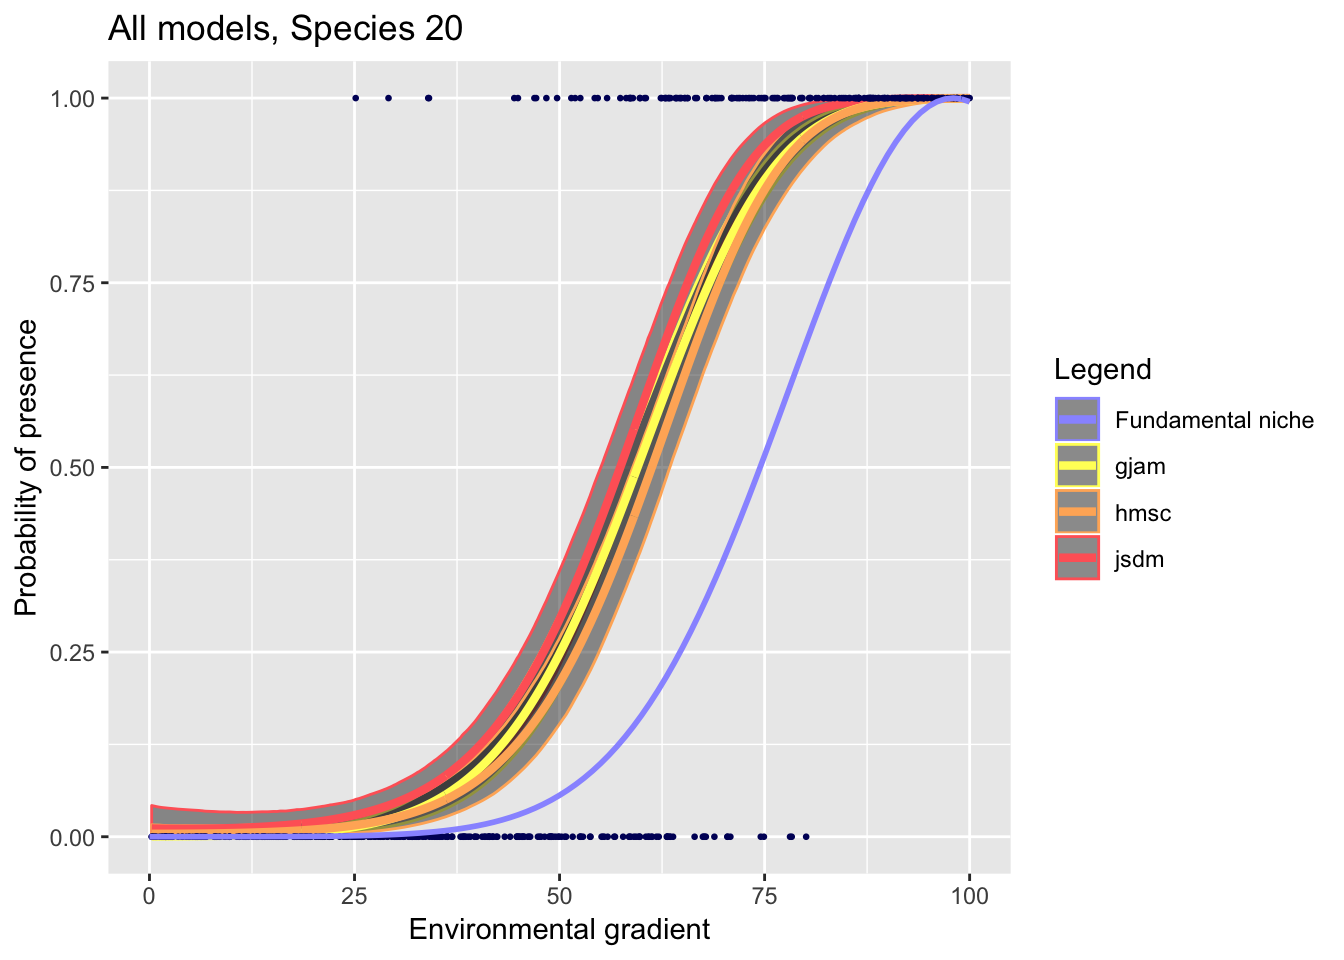 All models, Species 20
1.00
0.75
0.50
0.25
0.00
Probability of presence
0
25
50
75
100
Environmental gradient
Legend
Fundamental niche
gjam
hmsc
jsdm